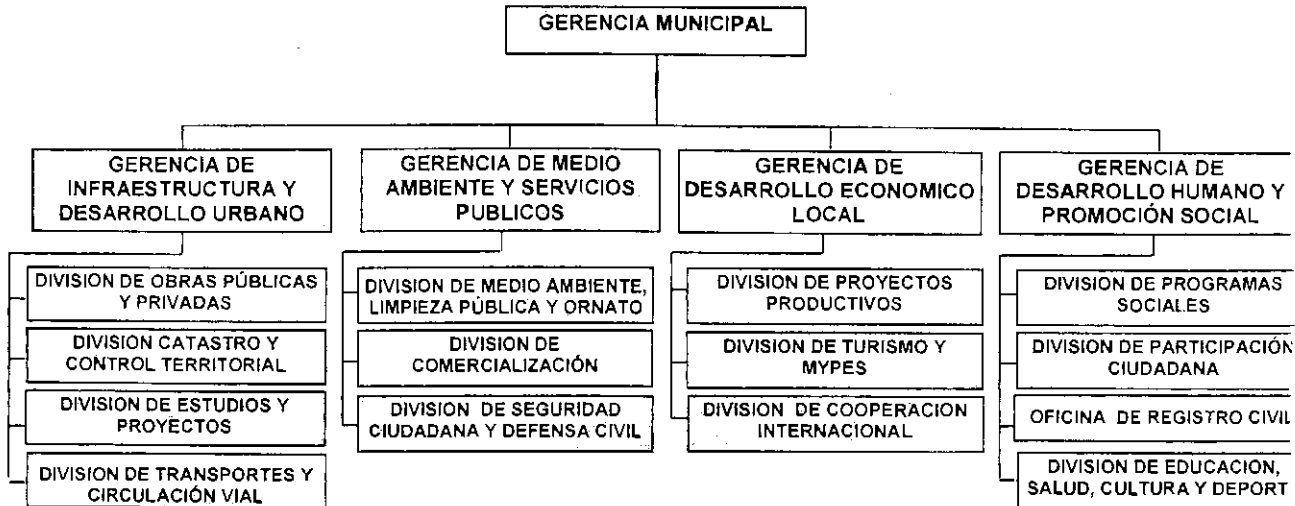 GERENCIA MUNICIPAL
GERENCIA DE
INFRAESTRUCTURA Y
DESARROLLO URBANO
GERENCIA DE MEDIO
AMBIENTE Y SERVICIOS
PUBLICOS
GERENCIA DE
DESARROLLO ECONOMICO
LOCAL
GERENCIA DE
DESARROLLO HUMANO Y
PROMOCIÓN SOCIAL
DIVISION DE OBRAS PÚBLICAS
Y PRIVADAS
DIVISION CATASTRO Y
CONTROL TERRITORIAL
DIVISION DE ESTUDIOS Y
PROYECTOS
DIVISION DE TRANSPORTES Y
CIRCULACIÓN VIAL
DIVISION DE MEDIO AMBIENTE,
LIMPIEZA PÚBLICA Y ORNATO
DIVISION DE
COMERCIALIZACIÓN
DIVISION DE SEGURIDAD
CIUDADANA Y DEFENSA CIVIL
DIVISION DE PROYECTOS
PRODUCTIVOS
DIVISION DE TURISMO Y
MYPES
DIVISION DE COOPERACION
INTERNACIONAL
DIVISION DE PROGRAMAS
SOCIALES
DIVISION DE PARTICIPACIÓN
CIUDADANA
OFICINA DE REGISTRO CIVIL
DIVISION DE EDUCACION,
SALUD, CULTURA Y DEPORT